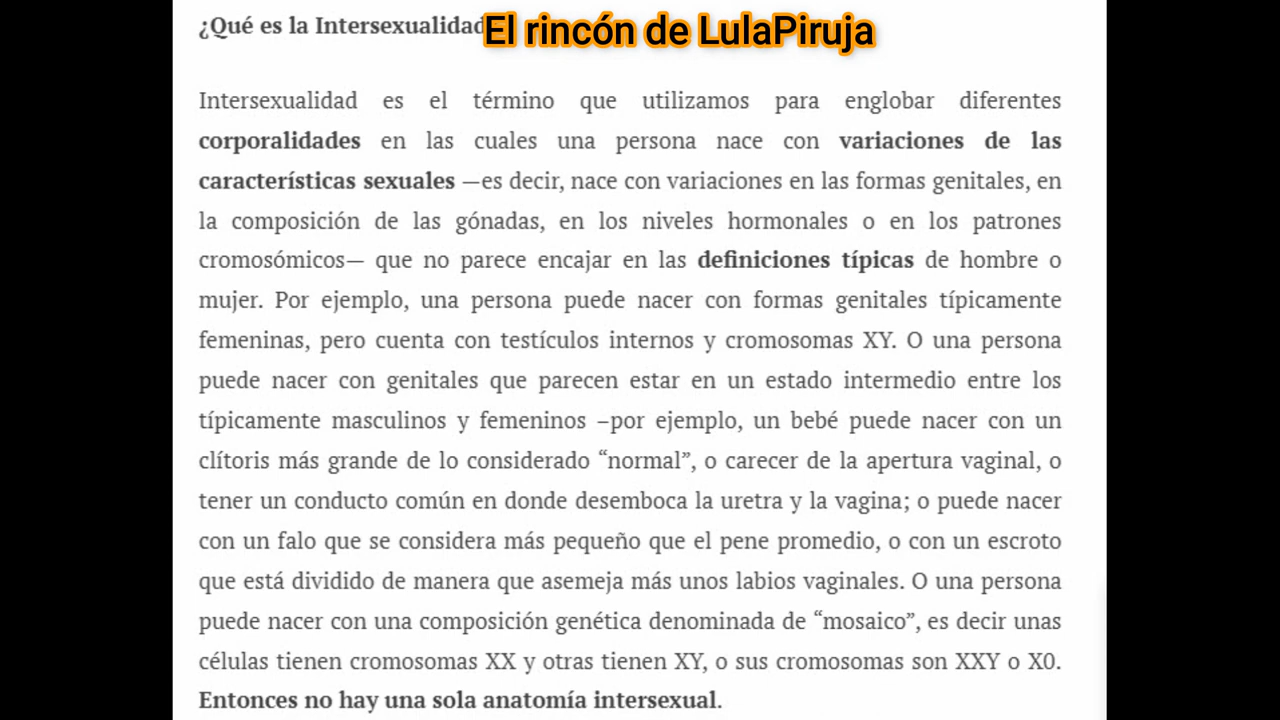 ¿Qué es la Intersexualidad
El rincón de LulaPiruja
Intersexualidad es el término que utilizamos para englobar diferentes
corporalidades en las cuales una persona nace con variaciones de las
características sexuales —es decir, nace con variaciones en las formas genitales, en
la composición de las gónadas, en los niveles hormonales o en los patrones
cromosómicos— que no parece encajar en las definiciones típicas de hombre o
mujer. Por ejemplo, una persona puede nacer con formas genitales típicamente
femeninas, pero cuenta con testículos internos y cromosomas XY. O una persona
puede nacer con genitales que parecen estar en un estado intermedio entre los
típicamente masculinos y femeninos –por ejemplo, un bebé puede nacer con un
clítoris más grande de lo considerado “normal”, o carecer de la apertura vaginal, o
tener un conducto común en donde desemboca la uretra y la vagina; o puede nacer
con un falo que se considera más pequeño que el pene promedio, o con un escroto
que está dividido de manera que asemeja más unos labios vaginales. O una persona
puede nacer con una composición genética denominada de “mosaico”, es decir unas
células tienen cromosomas XX y otras tienen XY, o sus cromosomas son XXY o X0.
Entonces no hay una sola anatomía intersexual.